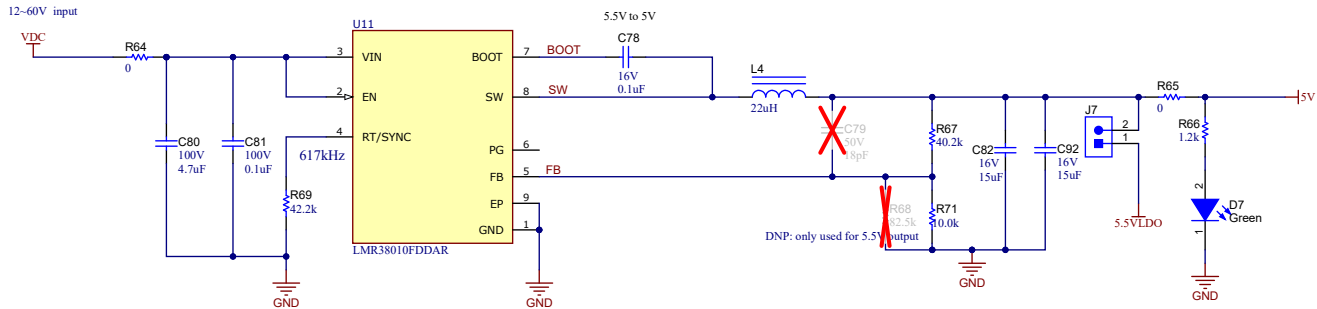 12~60V input
VDC
R64
0
C80
100V
4.7uF
C81
100V
0.1uF
617kHz
R69
42.2k
GND
U11
3
VIN
2
EN
4
RT/SYNC
BOOT
7
SW
8
PG
6
FB
5
EP
9
GND
1
LMR38010FDDAR
GND
BOOT
SW
FB
5.5V to 5V
C78
16V
0.1uF
L4
22uH
C79
50V
18pF
R68
82.5k
DNP: only used for 5.5V output
R67
40.2k
R71
10.0k
C82
16V
15uF
C92
16V
15uF
GND
J7
2
1
5.5VLDO
R65
0
5V
R66
1.2k
2
D7
Green
1
GND